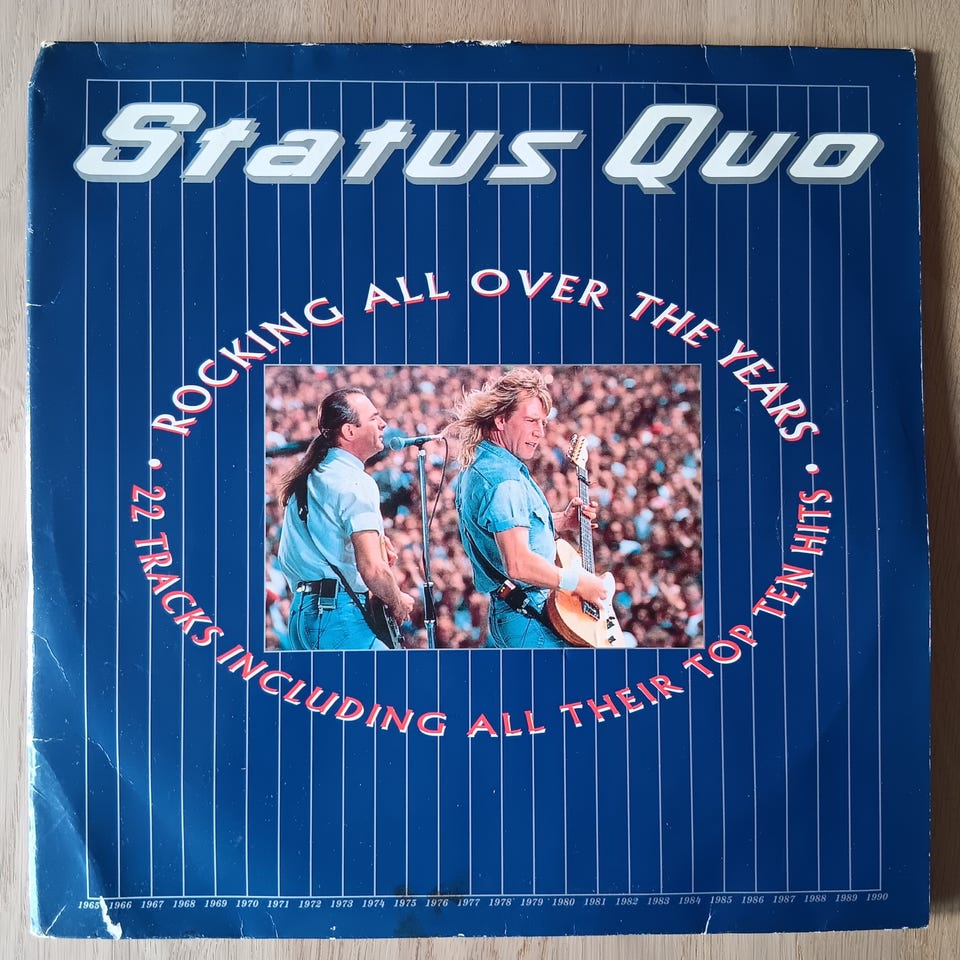 Status Quo
ROCKING ALL OVER THE YEARS
• 22 TRACKS INCLUDING ALL THEIR TOP TEN HITS •
1965 1966 1967 1968 1969 1970 1971 1972 1973 1974 1975 1976 1977 1978 1979 1980 1981 1982 1983 1984 1985 1986 1987 1988 1989 1990